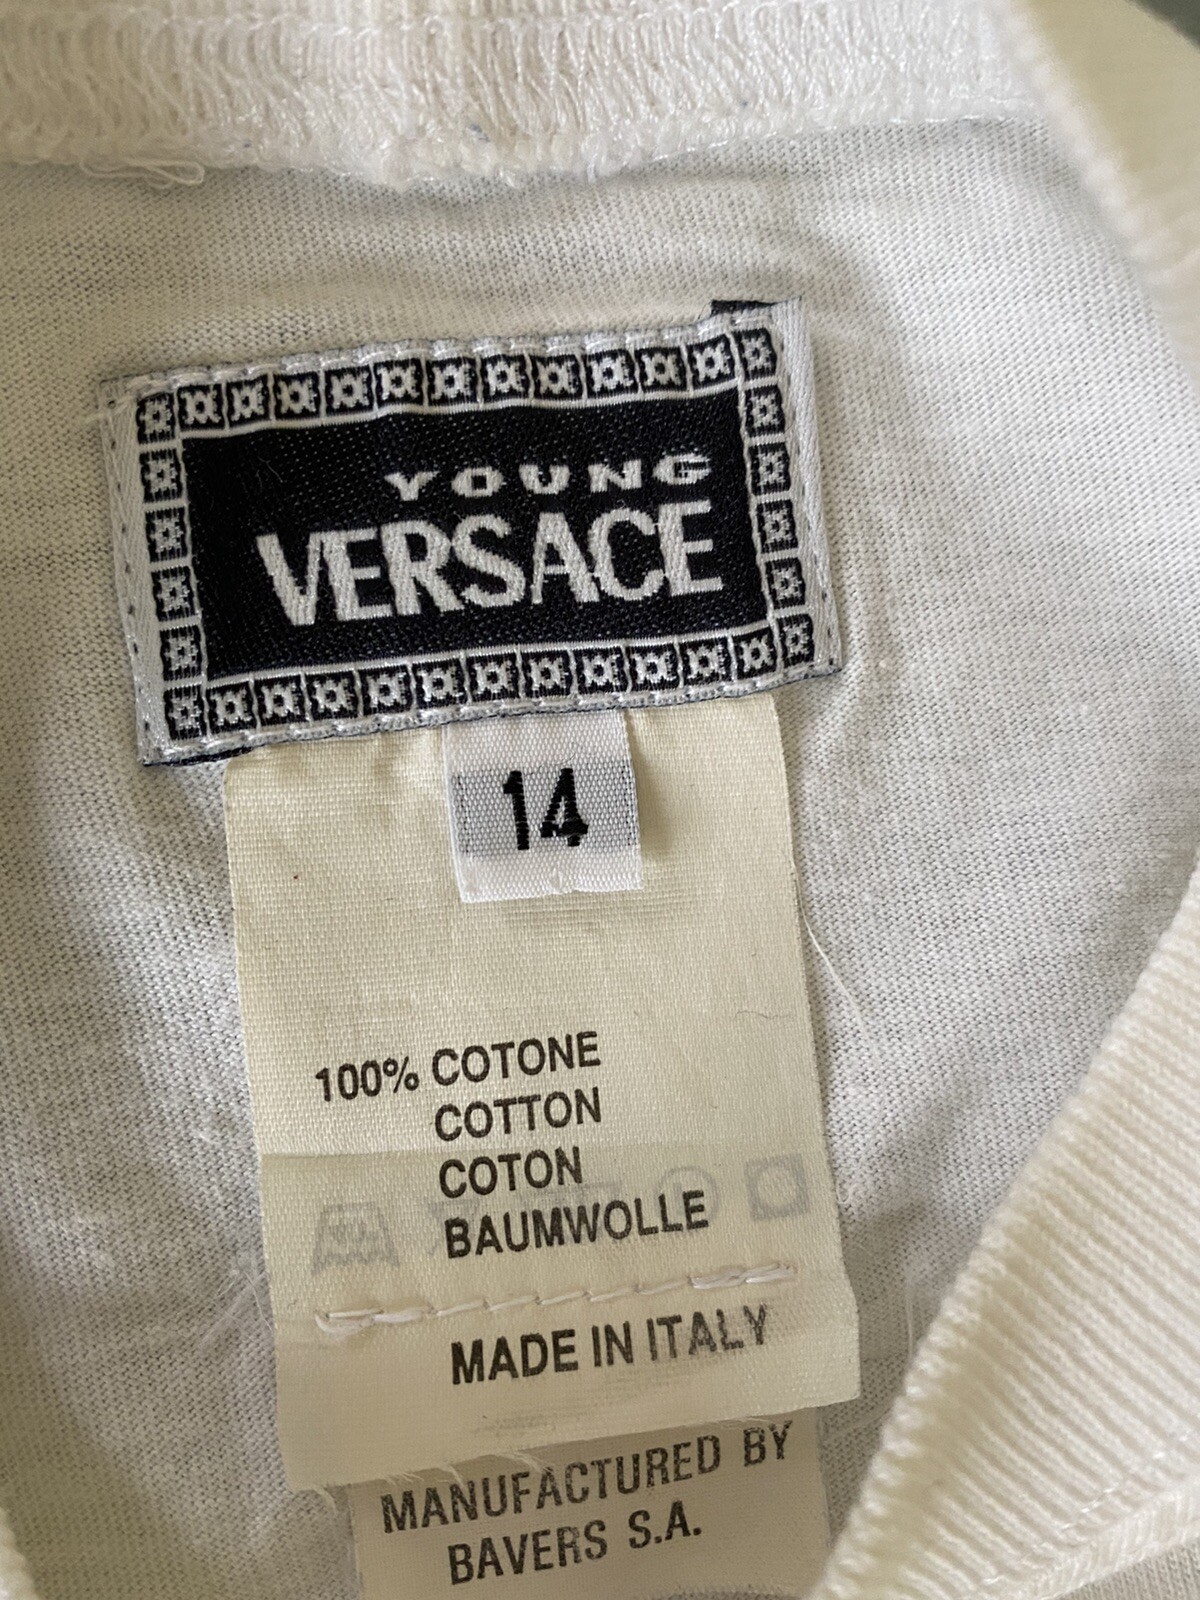 YOUNG
VERSACE
14
100% COTONE
COTTON
COTON
BAUMWOLLE
MADE IN ITALY
MANUFACTURED BY
BAVERS S.A.